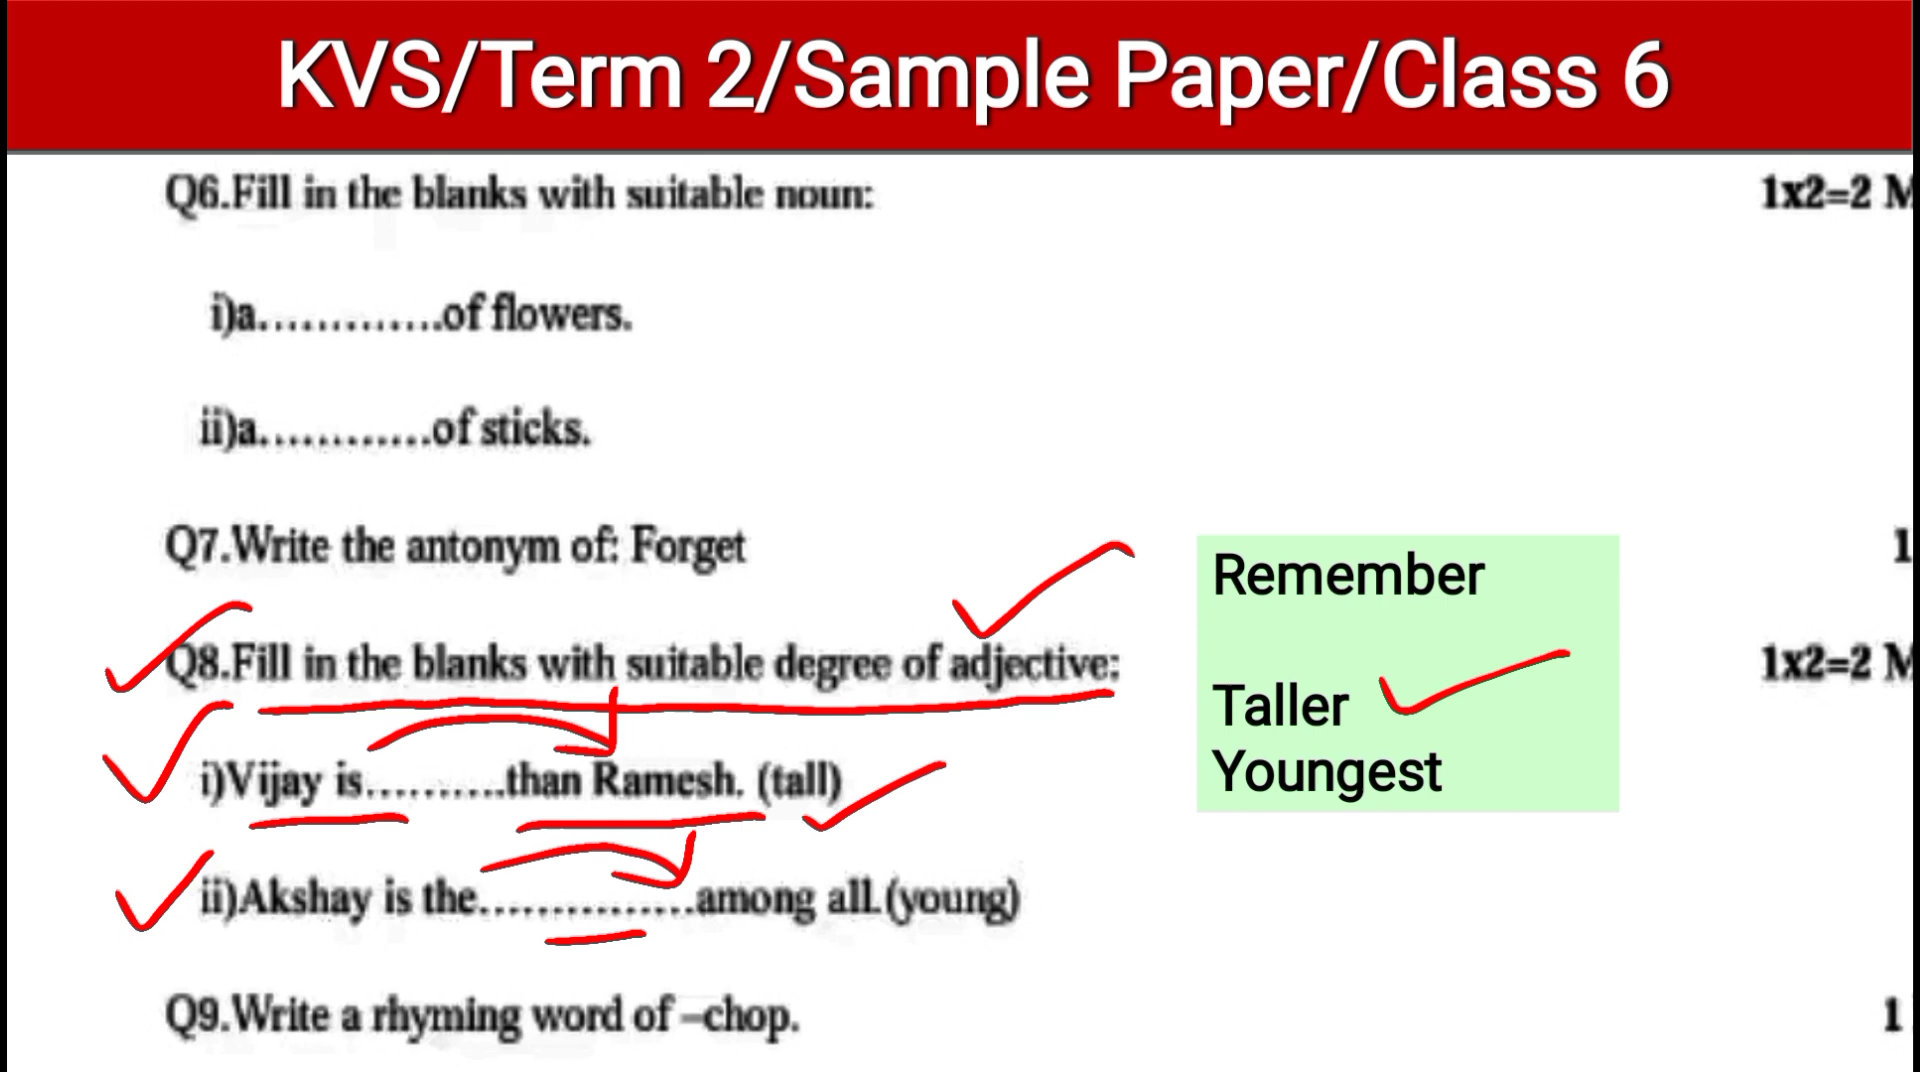 KVS/Term 2/Sample Paper/Class 6
Q6.Fill in the blanks with suitable noun: 1x2=2 M
i)a.............of flowers.
ii)a............of sticks.
Q7.Write the antonym of: Forget 1
Remember
Q8.Fill in the blanks with suitable degree of adjective: 1x2=2 M
Taller
i)Vijay is..........than Ramesh. (tall)
Youngest
ii)Akshay is the...............among all.(young)
Q9.Write a rhyming word of –chop. 1